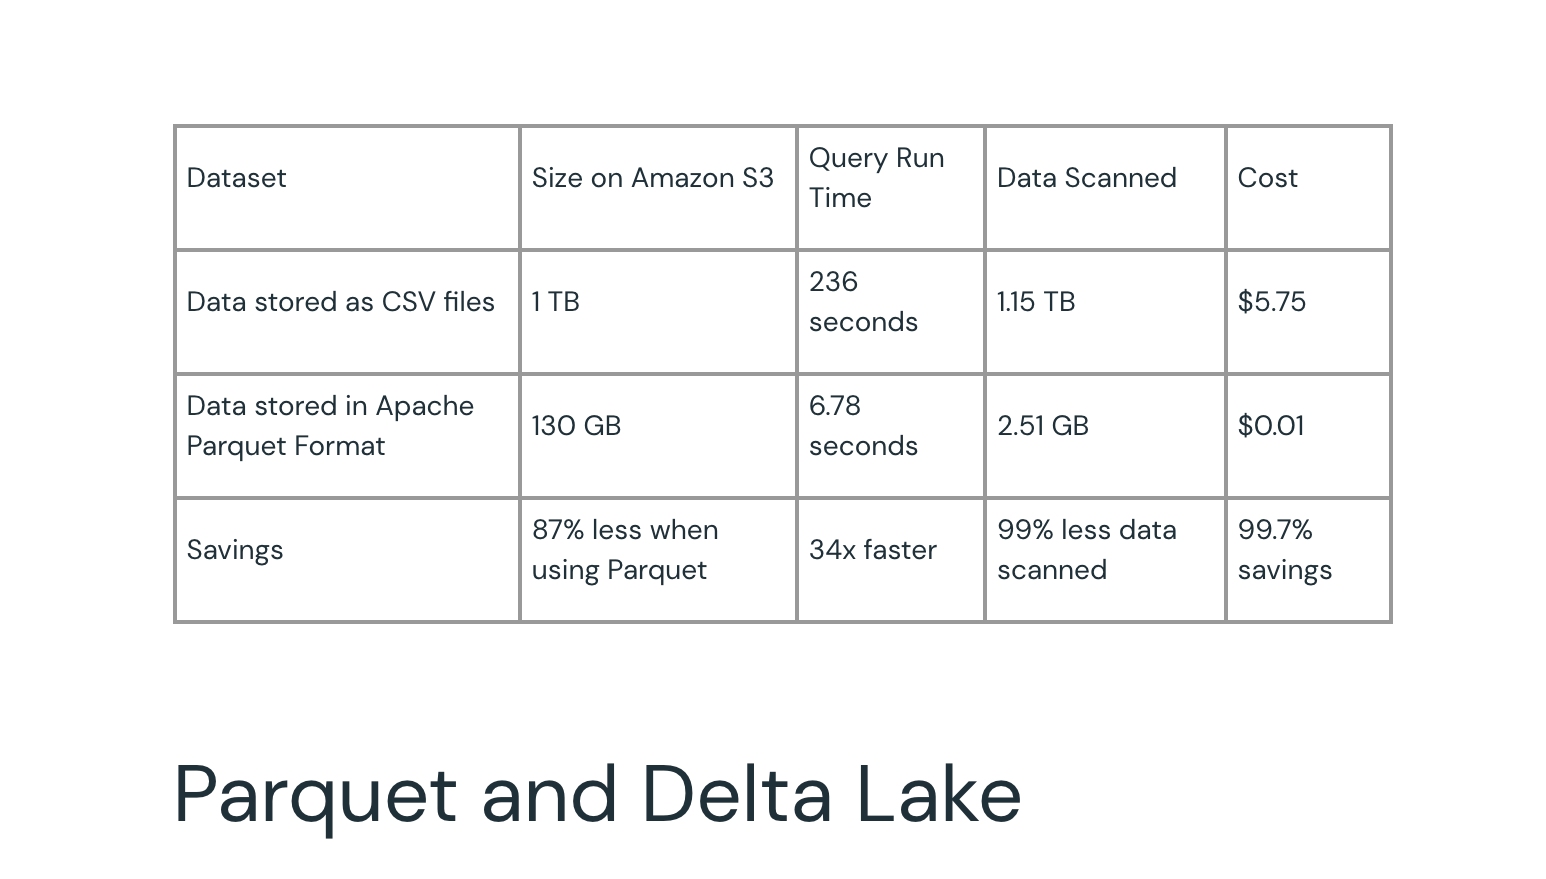 Dataset
Size on Amazon S3
Query Run
Time
Data Scanned
Cost
Data stored as CSV files
1 TB
236
seconds
1.15 TB
$5.75
Data stored in Apache
Parquet Format
130 GB
6.78
seconds
2.51 GB
$0.01
Savings
87% less when
using Parquet
34x faster
99% less data
scanned
99.7%
savings
Parquet and Delta Lake